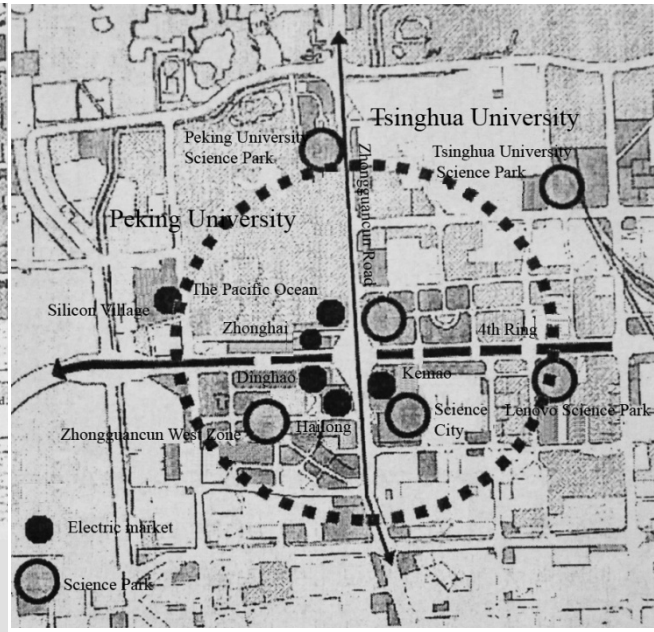 Tsinghua University
Peking University
Science Park
Tsinghua University
Science Park
Zhongguancun Road
Peking University
The Pacific Ocean
Silicon Village
Zhonghai
4th Ring
Dinghao
Kemao
Hailong
Zhongguancun West Zone
Science
City
Lenovo Science Park
Electric market
Science Park